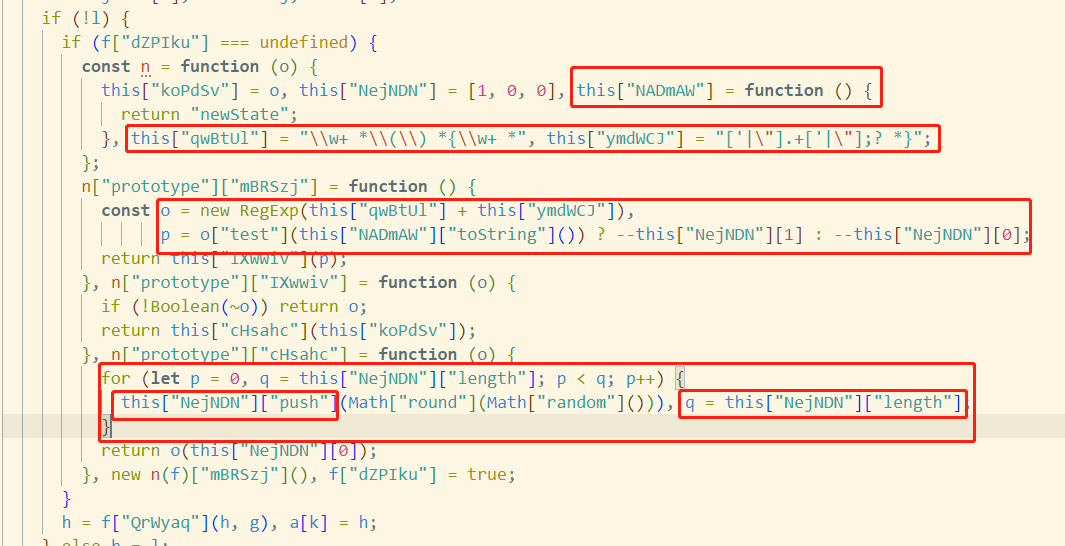 if (!l) {
if (f["dZPIku"] === undefined) {
const n = function (o) {
this["koPdSv"] = o, this["NejNDN"] = [1, 0, 0], this["NADmAW"] = function () {
return "newState";
}, this["qwBtUl"] = "\\w+ *\\(\\) *{\\w+ *", this["ymdWCJ"] = "['|\"].+['|\"];? *}";
};
n["prototype"]["mBRSzj"] = function () {
const o = new RegExp(this["qwBtUl"] + this["ymdWCJ"]),
p = o["test"](this["NADmAW"]["toString"]()) ? --this["NejNDN"][1] : --this["NejNDN"][0];
return this["IXwwiv"](p);
}, n["prototype"]["IXwwiv"] = function (o) {
if (!Boolean(~o)) return o;
return this["cHsahc"](this["koPdSv"]);
}, n["prototype"]["cHsahc"] = function (o) {
for (let p = 0, q = this["NejNDN"]["length"]; p < q; p++) {
this["NejNDN"]["push"](Math["round"](Math["random"]())), q = this["NejNDN"]["length"];
}
return o(this["NejNDN"][0]);
}, new n(f)["mBRSzj"](), f["dZPIku"] = true;
}
h = f["QrWyaq"](h, g), a[k] = h;
} else h = l;